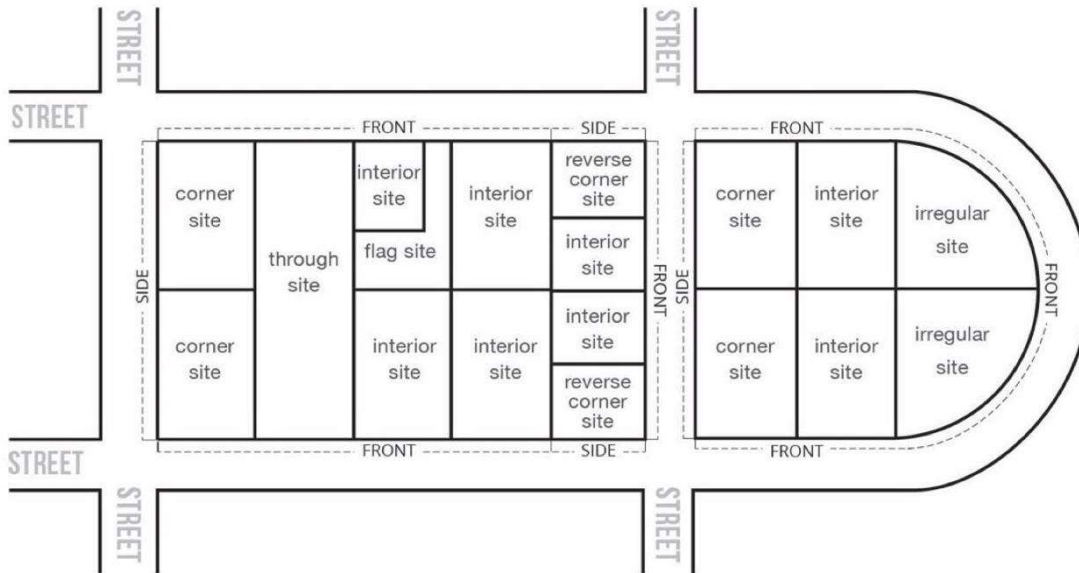 STREET
STREET
STREET
FRONT
SIDE
FRONT
corner
site
through
site
interior
site
flag site
interior
site
reverse
corner
site
interior
site
corner
site
interior
site
irregular
site
SIDE
FRONT
SIDE
FRONT
corner
site
interior
site
interior
site
interior
site
reverse
corner
site
corner
site
interior
site
irregular
site
STREET
FRONT
SIDE
FRONT
STREET
STREET